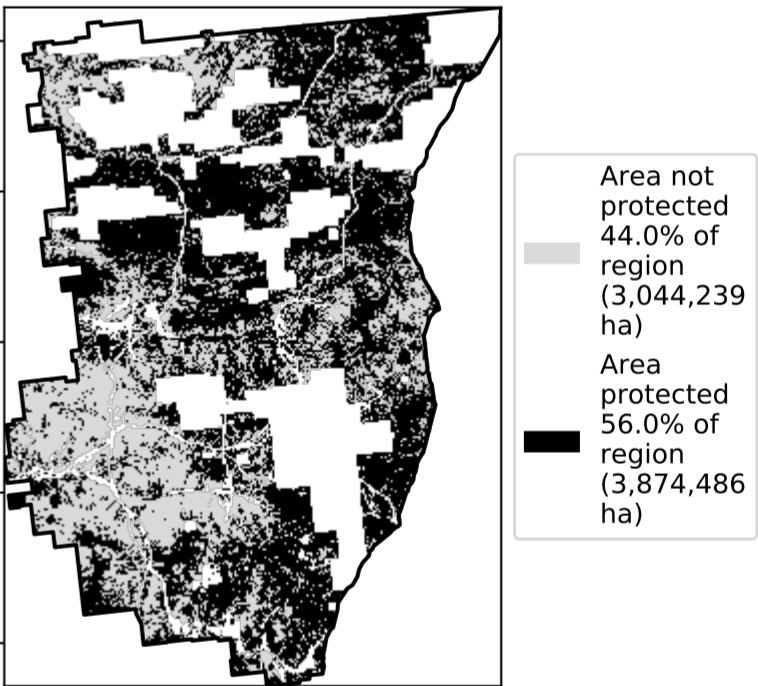 Area not
protected
44.0% of
region
(3,044,239
ha)
Area
protected
56.0% of
region
(3,874,486
ha)